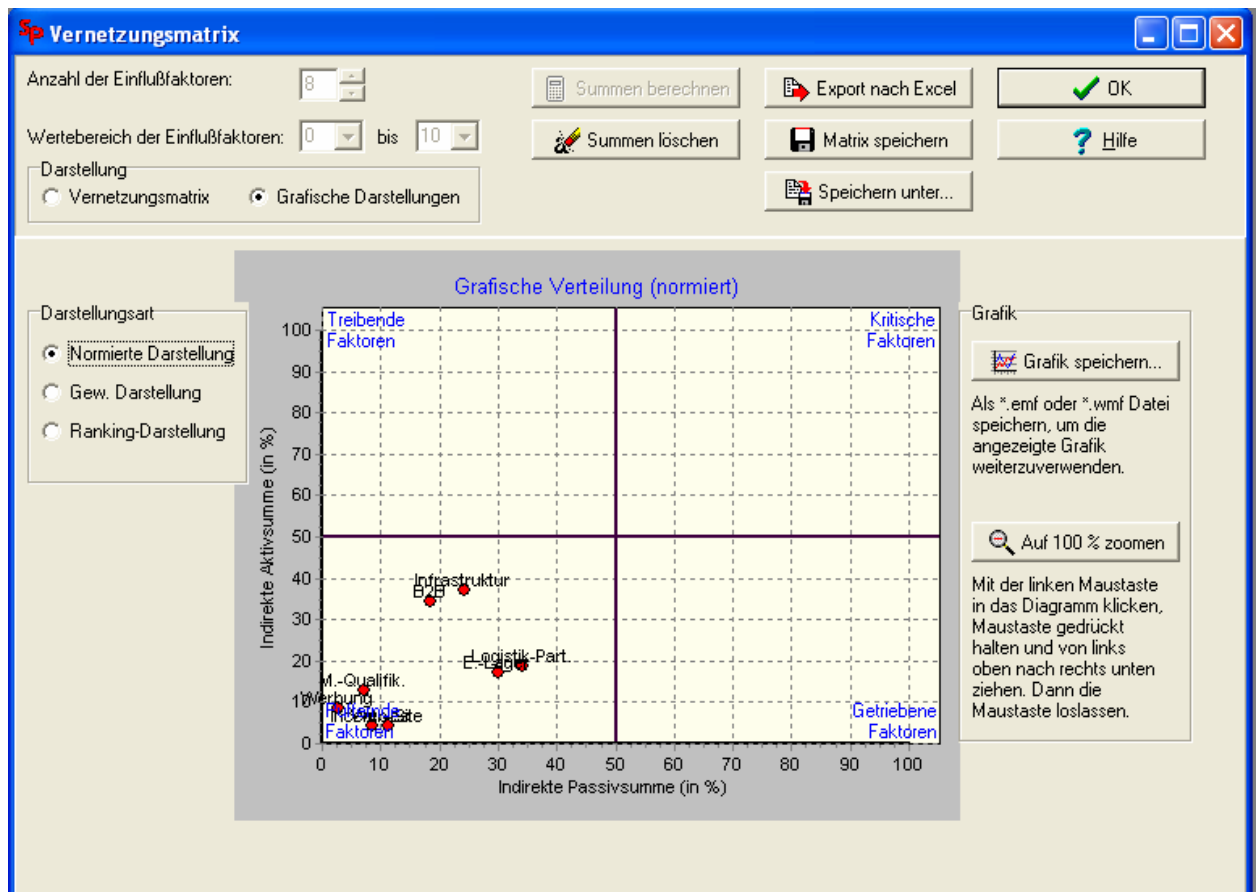 Vernetzungsmatrix
Anzahl der Einflußfaktoren:
8
Summen berechnen
Export nach Excel
OK
Wertebereich der Einflußfaktoren:
0
bis
10
Summen löschen
Matrix speichern
Hilfe
Darstellung
Vernetzungsmatrix
Grafische Darstellungen
Speichern unter...
Darstellungsart
Normierte Darstellung
Gew. Darstellung
Ranking-Darstellung
Grafische Verteilung (normiert)
Treibende
Faktoren
Kritische
Faktoren
100
90
80
70
60
50
40
30
20
10
0
Indirekte Aktivsumme (in %)
Infrastruktur
B2B
Logistik-Part.
M.-Qualifik.
Werbung
Faktoren
Getriebene
Faktoren
0
10
20
30
40
50
60
70
80
90
100
Indirekte Passivsumme (in %)
Grafik
Grafik speichern...
Als *.emf oder *.wmf Datei
speichern, um die
angezeigte Grafik
weiterzuverwenden.
Auf 100 % zoomen
Mit der linken Maustaste
in das Diagramm klicken,
Maustaste gedrückt
halten und von links
oben nach rechts unten
ziehen. Dann die
Maustaste loslassen.